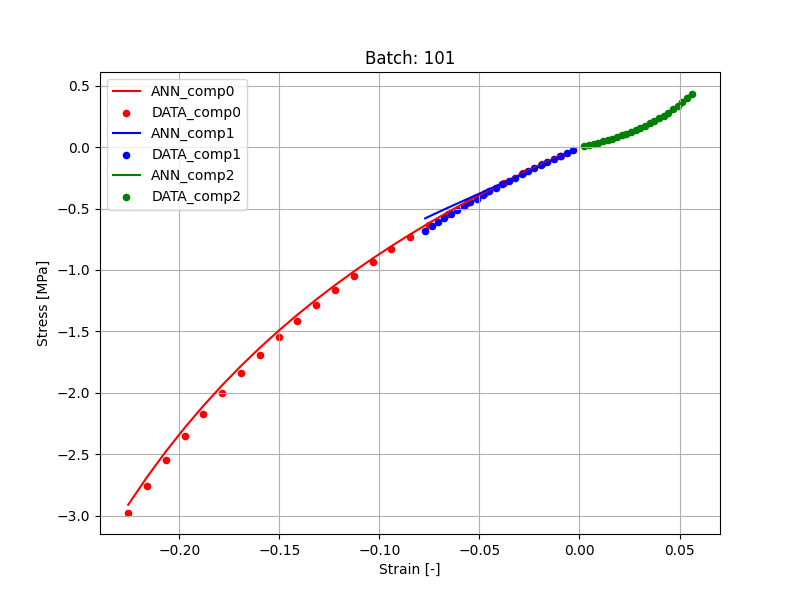 Batch: 101
ANN_comp0
DATA_comp0
ANN_comp1
DATA_comp1
ANN_comp2
DATA_comp2
0.5
0.0
−0.5
−1.0
−1.5
−2.0
−2.5
−3.0
Stress [MPa]
−0.20 −0.15 −0.10 −0.05 0.00 0.05
Strain [-]